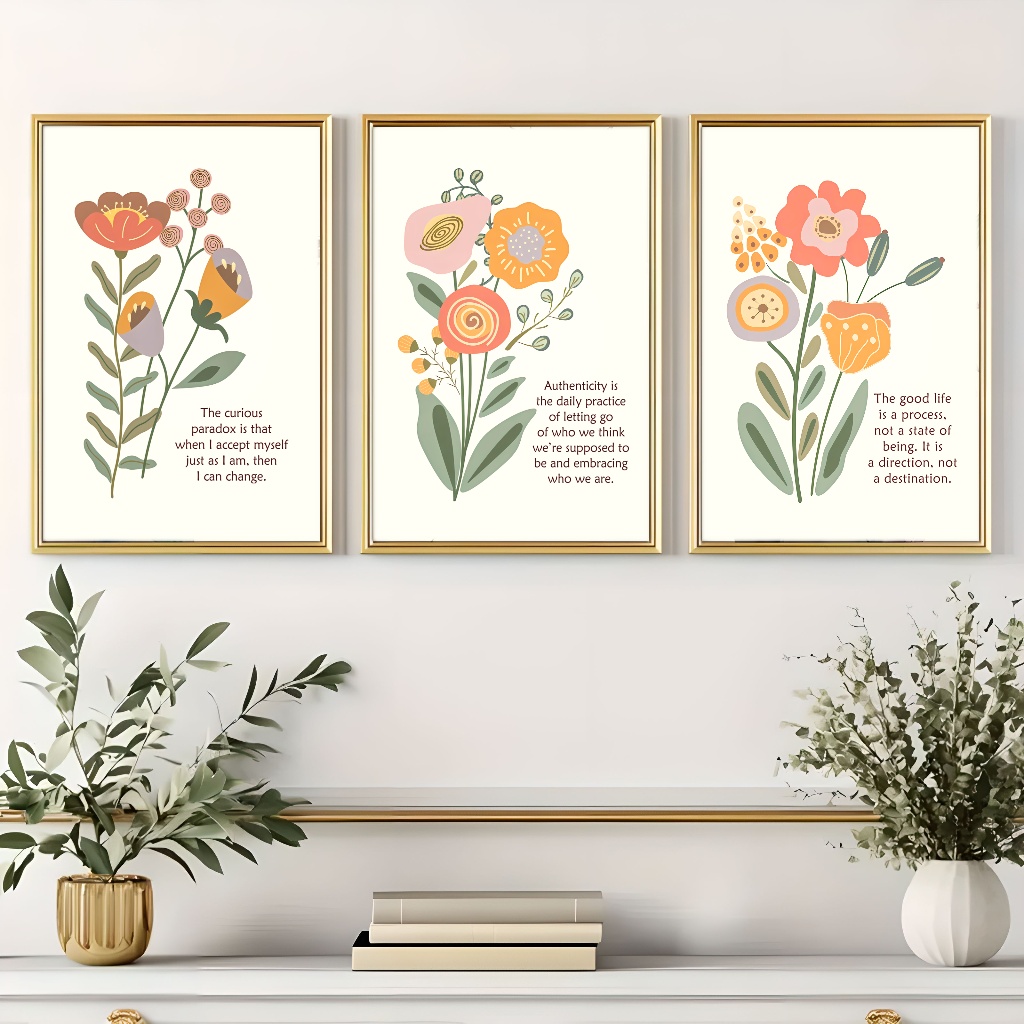 The curious
paradox is that
when I accept myself
just as I am, then
I can change.
Authenticity is
the daily practice
of letting go
of who we think
we're supposed to
be and embracing
who we are.
The good life
is a process,
not a state of
being. It is
a direction, not
a destination.